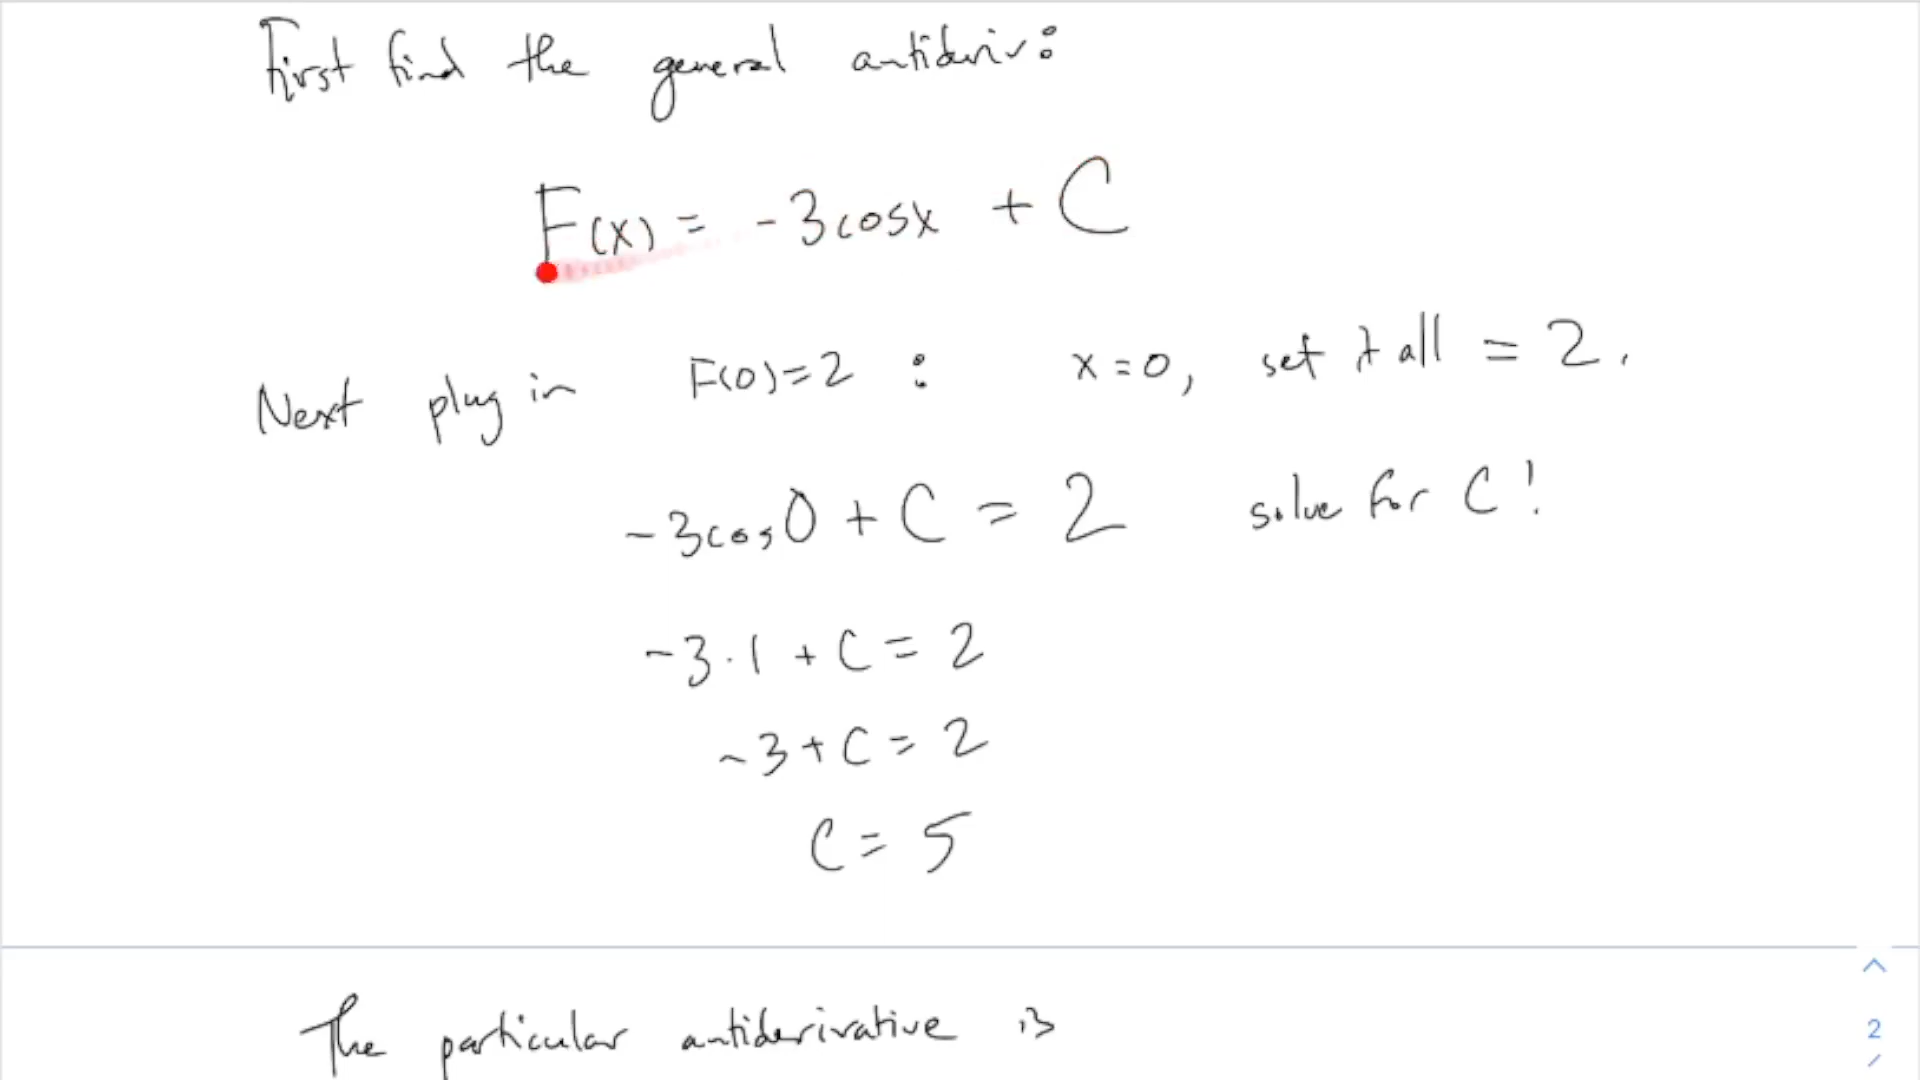 First find the general antideriv:
F(x) = -3cosx + C
Next plug in F(0)=2 : x=0, set it all = 2.
-3cos0 + C = 2 solve for C!
-3·1 + C = 2
-3 + C = 2
C = 5
The particular antiderivative is
2